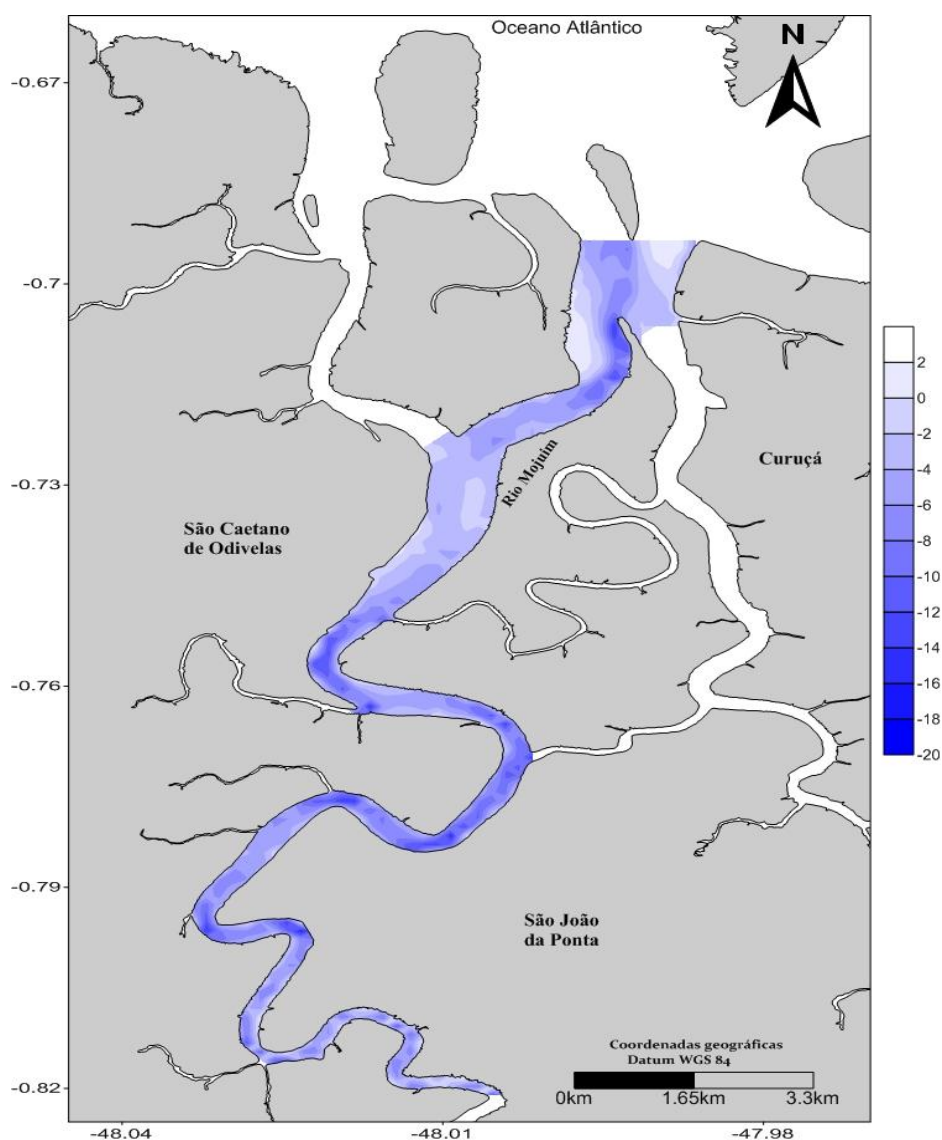 Oceano Atlântico
N
-0.67
-0.7
-0.73
-0.76
-0.79
-0.82
Rio Mojuim
Curuçá
São Caetano
de Odivelas
São João
da Ponta
2
0
-2
-4
-6
-8
-10
-12
-14
-16
-18
-20
Coordenadas geográficas
Datum WGS 84
0km 1.65km 3.3km
-48.04 -48.01 -47.98